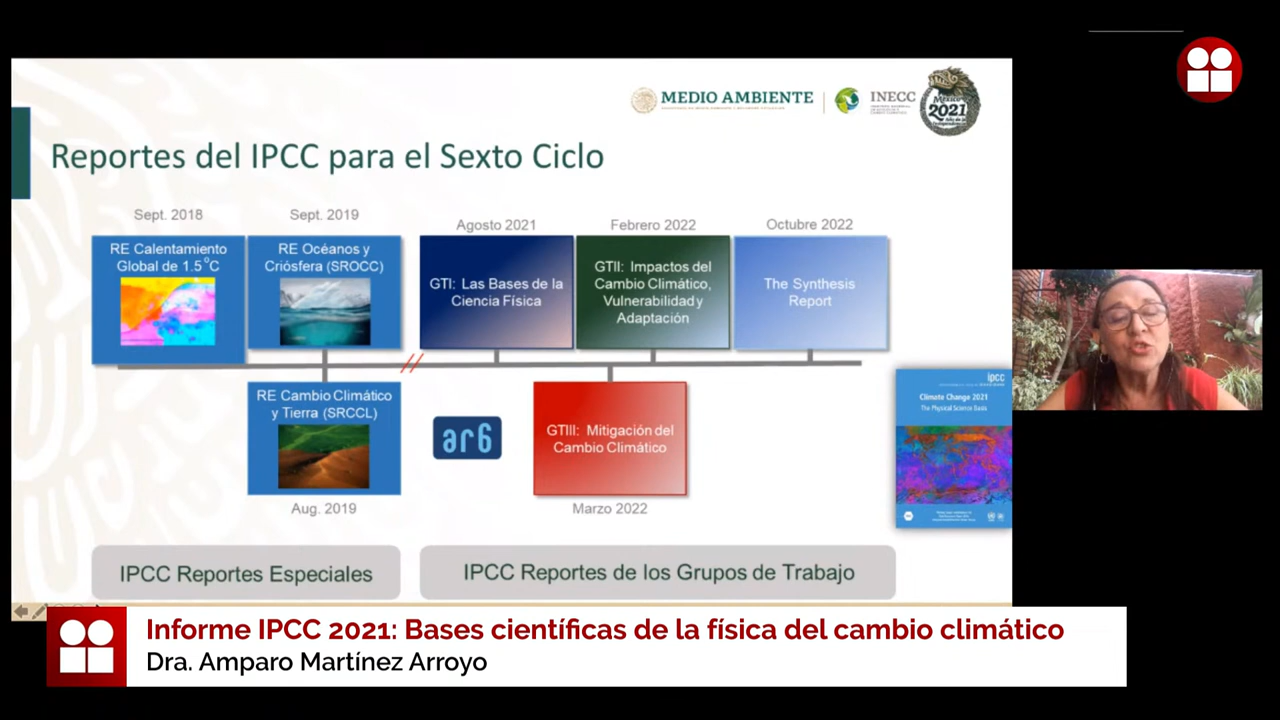 MEDIO AMBIENTE
INECC
México
2021
Reportes del IPCC para el Sexto Ciclo
Sept. 2018
Sept. 2019
Agosto 2021
Febrero 2022
Octubre 2022
RE Calentamiento
Global de 1.5 °C
RE Océanos y
Criósfera (SROCC)
GTI: Las Bases de la
Ciencia Física
GTII: Impactos del
Cambio Climático,
Vulnerabilidad y
Adaptación
The Synthesis
Report
RE Cambio Climático
y Tierra (SRCCL)
ar6
GTIII: Mitigación del
Cambio Climático
ipcc
Climate Change 2021
The Physical Science Basis
Aug. 2019
Marzo 2022
IPCC Reportes Especiales
IPCC Reportes de los Grupos de Trabajo
Informe IPCC 2021: Bases científicas de la física del cambio climático
Dra. Amparo Martínez Arroyo